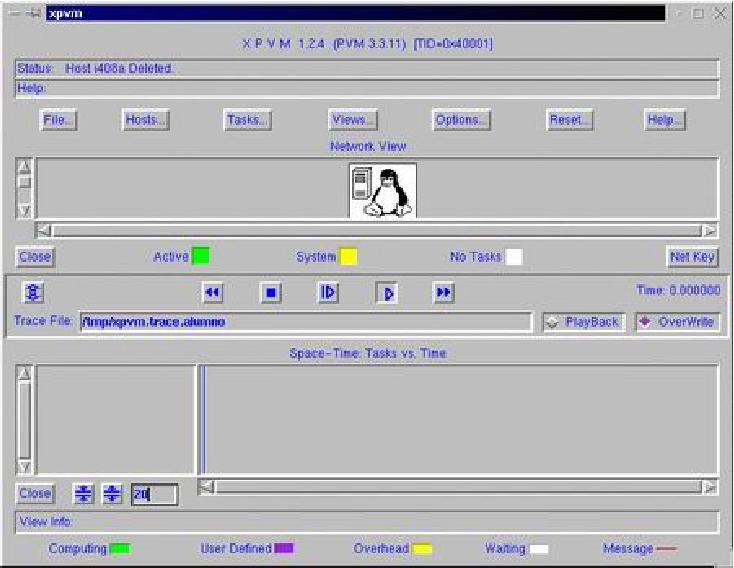 xpvm
X P V M 1.2.4 (PVM 3.3.11) [TID=0x40001]
Status: Host i408a Deleted.
Help:
File... Hosts... Tasks... Views... Options... Reset... Help...
Network View
Close Active System No Tasks Net Key
Time: 0.000000
Trace File: /tmp/xpvm.trace.alumno PlayBack OverWrite
Space-Time: Tasks vs. Time
Close 20
View Info:
Computing User Defined Overhead Waiting Message